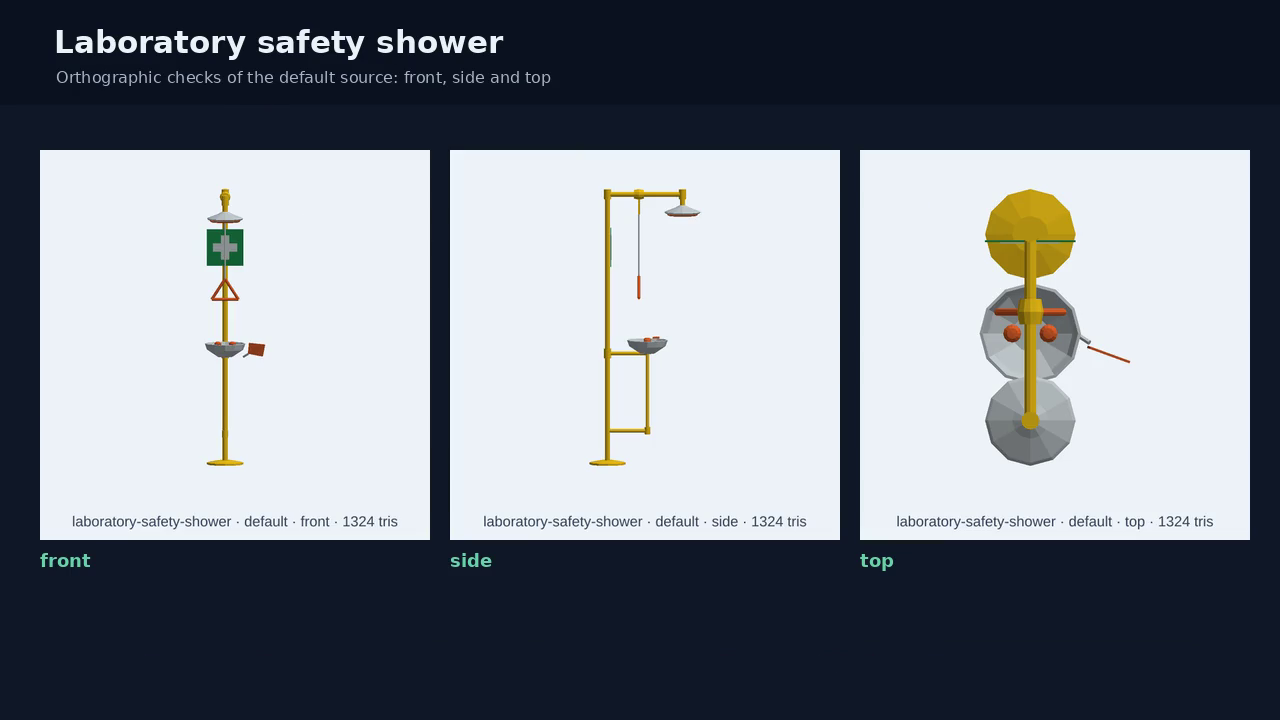 Laboratory safety shower
Orthographic checks of the default source: front, side and top
laboratory-safety-shower · default · front · 1324 tris
laboratory-safety-shower · default · side · 1324 tris
laboratory-safety-shower · default · top · 1324 tris
front
side
top